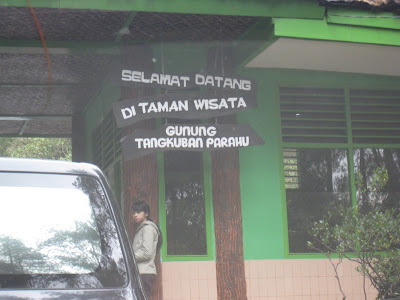 SELAMAT DATANG
DI TAMAN WISATA
GUNUNG
TANGKUBAN PARAHU